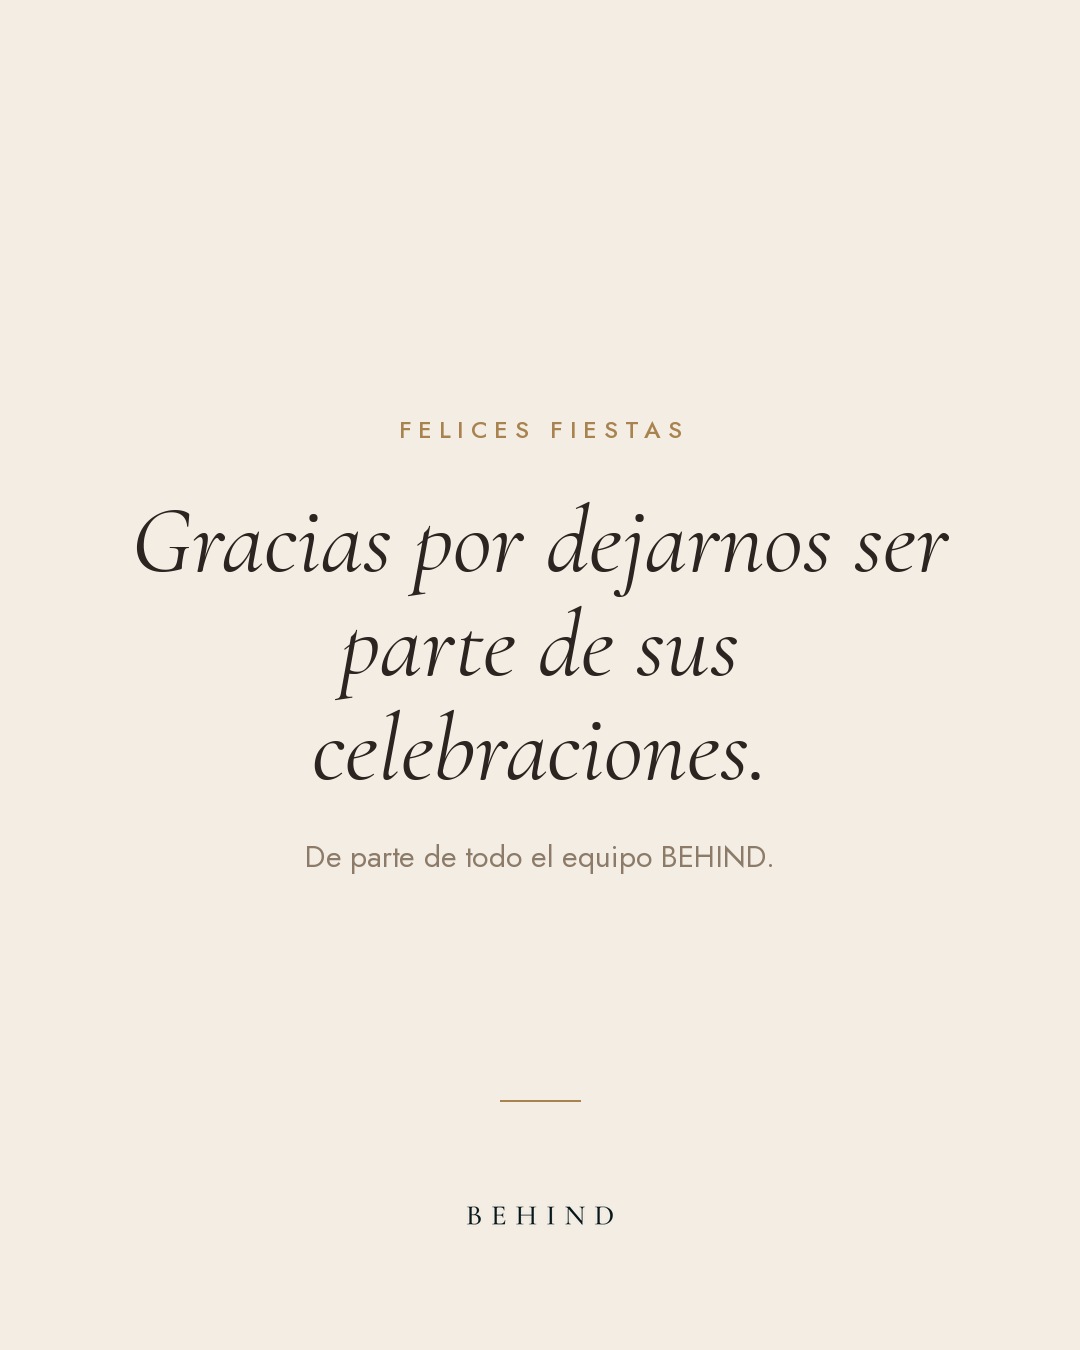 FELICES FIESTAS
Gracias por dejarnos ser
parte de sus
celebraciones.
De parte de todo el equipo BEHIND.
BEHIND